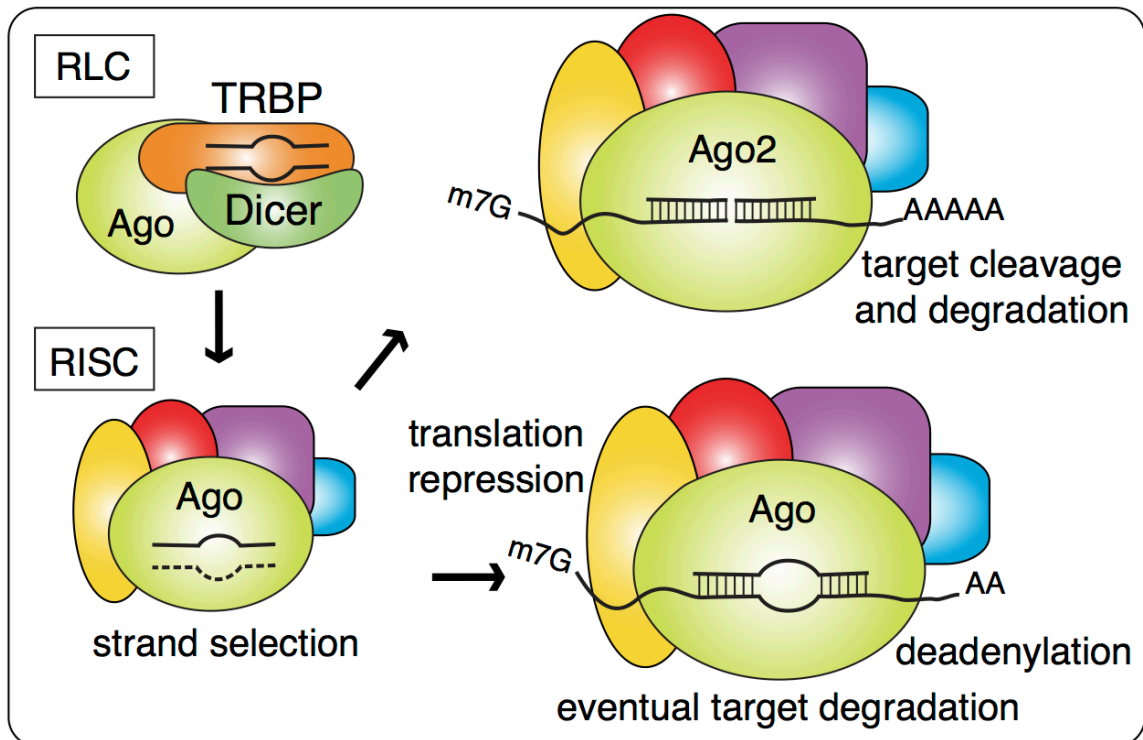 RLC
TRBP
Ago
Dicer
RISC
Ago
strand selection
Ago2
m7G
AAAAA
target cleavage
and degradation
translation
repression
Ago
m7G
AA
deadenylation
eventual target degradation